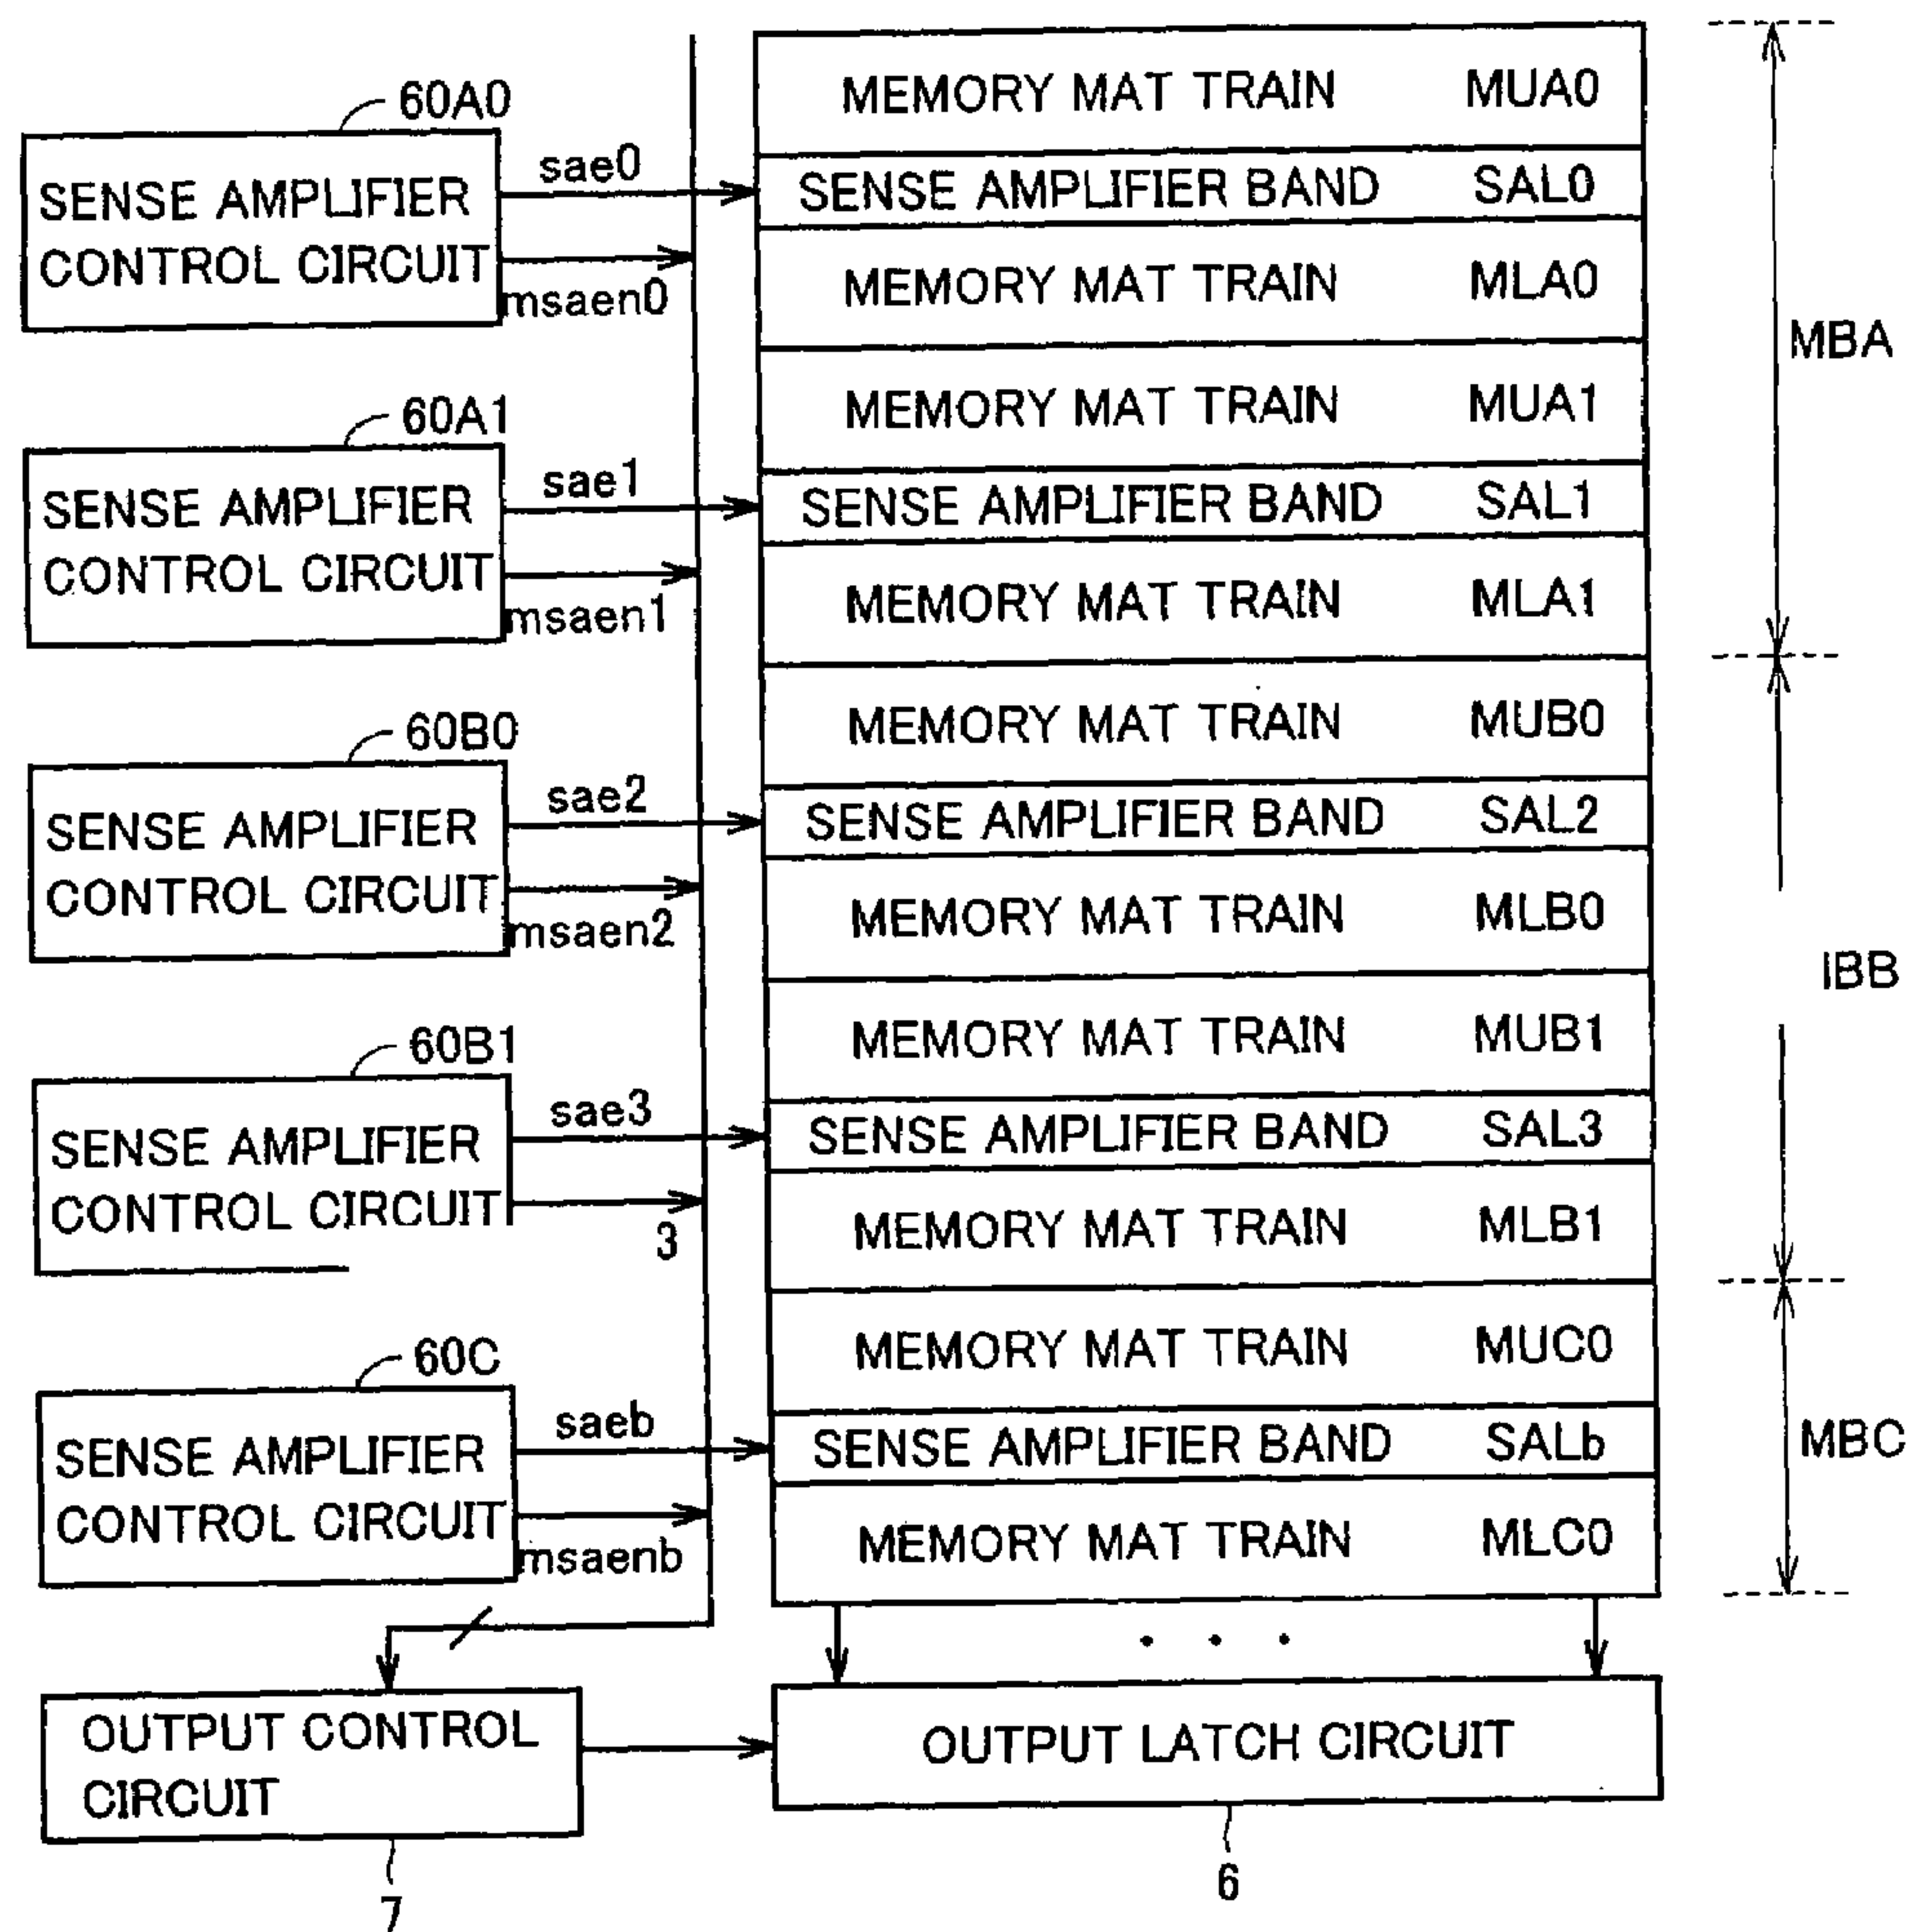 MEMORY MAT TRAIN MUA0
60A0
SENSE AMPLIFIER
CONTROL CIRCUIT
sae0
msaen0
SENSE AMPLIFIER BAND SAL0
MEMORY MAT TRAIN MLA0
MBA
MEMORY MAT TRAIN MUA1
60A1
SENSE AMPLIFIER
CONTROL CIRCUIT
sae1
msaen1
SENSE AMPLIFIER BAND SAL1
MEMORY MAT TRAIN MLA1
MEMORY MAT TRAIN MUB0
60B0
SENSE AMPLIFIER
CONTROL CIRCUIT
sae2
msaen2
SENSE AMPLIFIER BAND SAL2
MEMORY MAT TRAIN MLB0
IBB
MEMORY MAT TRAIN MUB1
60B1
SENSE AMPLIFIER
CONTROL CIRCUIT
sae3
3
SENSE AMPLIFIER BAND SAL3
MEMORY MAT TRAIN MLB1
MEMORY MAT TRAIN MUC0
60C
SENSE AMPLIFIER
CONTROL CIRCUIT
saeb
msaenb
SENSE AMPLIFIER BAND SALb
MBC
MEMORY MAT TRAIN MLC0
OUTPUT CONTROL
CIRCUIT
7
OUTPUT LATCH CIRCUIT
6